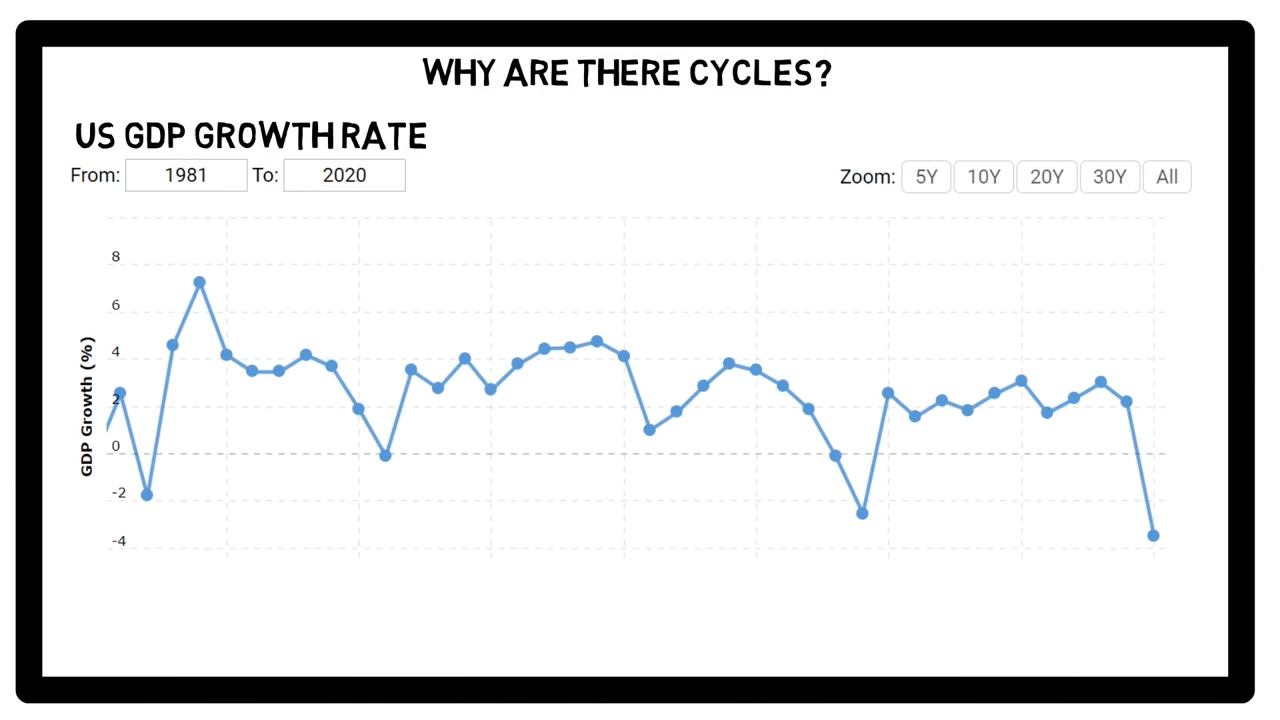 WHY ARE THERE CYCLES?
US GDP GROWTH RATE
From: 1981 To: 2020 Zoom: 5Y 10Y 20Y 30Y All
8
6
4
2
0
-2
-4
GDP Growth (%)